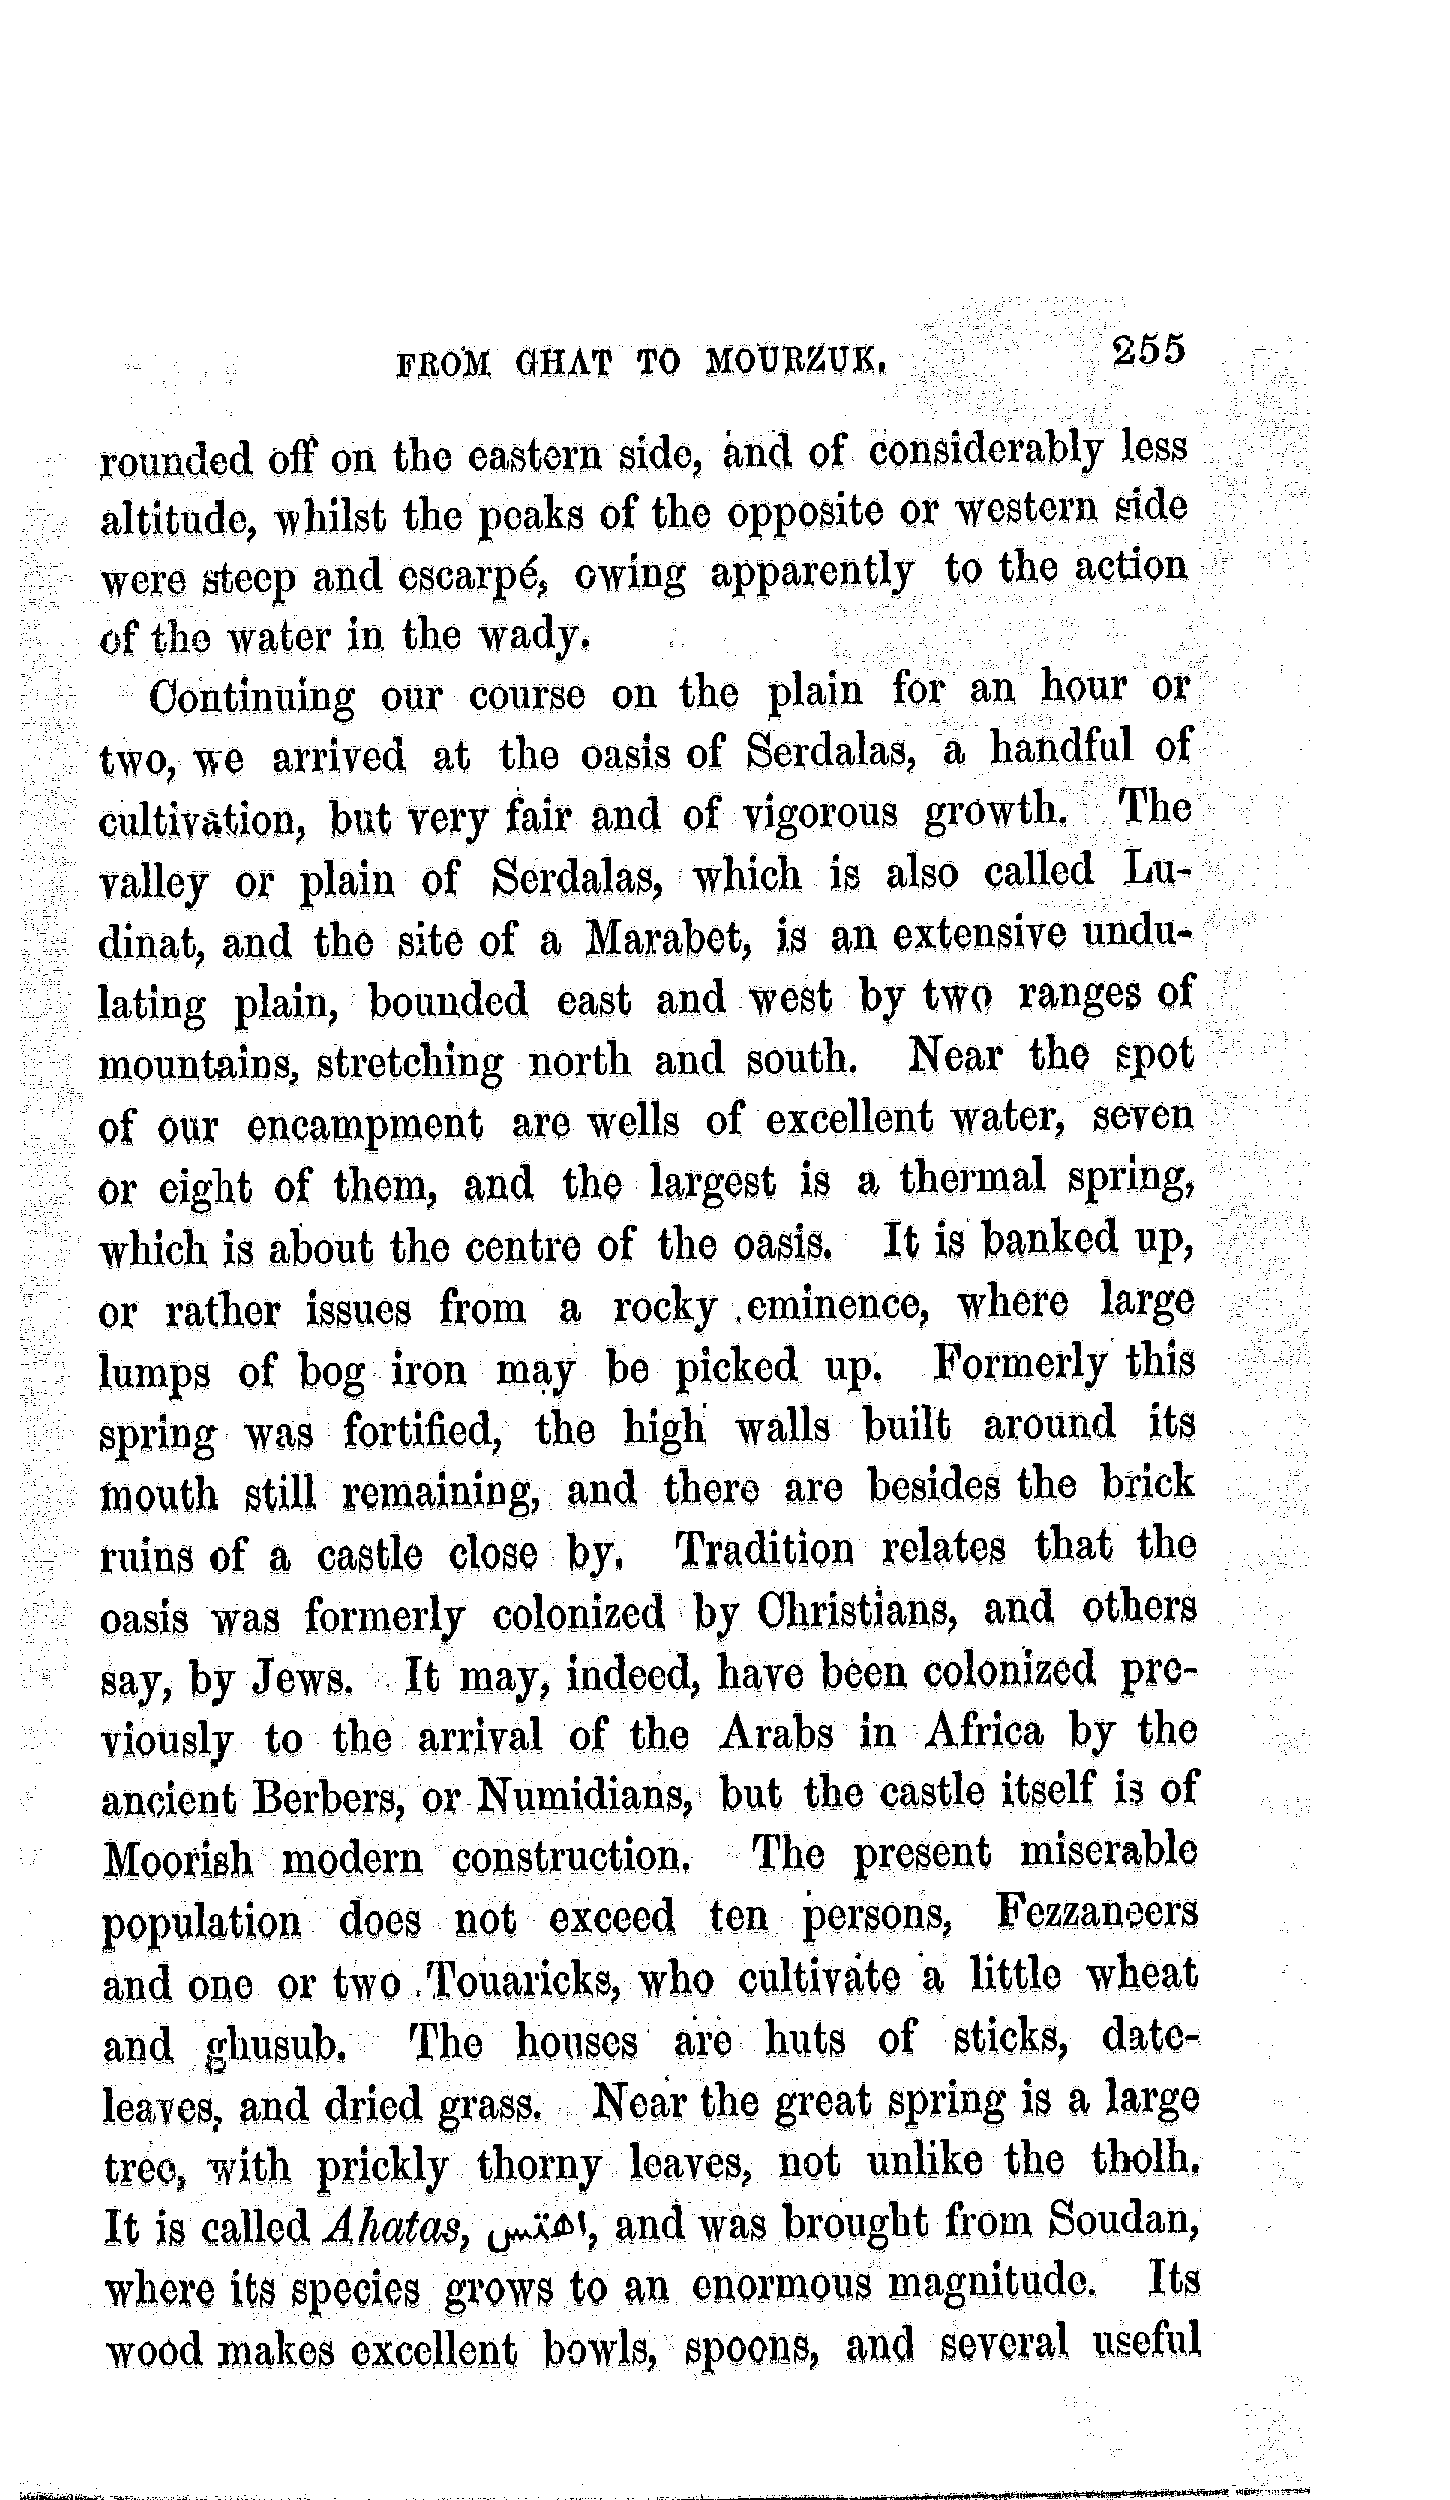 FROM GHAT TO MOURZUK. 255
rounded off on the eastern side, and of considerably less
altitude, whilst the peaks of the opposite or western side
were steep and escarpé, owing apparently to the action
of the water in the wady.
Continuing our course on the plain for an hour or
two, we arrived at the oasis of Serdalas, a handful of
cultivation, but very fair and of vigorous growth. The
valley or plain of Serdalas, which is also called Lu-
dinat, and the site of a Marabet, is an extensive undu-
lating plain, bounded east and west by two ranges of
mountains, stretching north and south. Near the spot
of our encampment are wells of excellent water, seven
or eight of them, and the largest is a thermal spring,
which is about the centre of the oasis. It is banked up,
or rather issues from a rocky eminence, where large
lumps of bog iron may be picked up. Formerly this
spring was fortified, the high walls built around its
mouth still remaining, and there are besides the brick
ruins of a castle close by. Tradition relates that the
oasis was formerly colonized by Christians, and others
say, by Jews. It may, indeed, have been colonized pre-
viously to the arrival of the Arabs in Africa by the
ancient Berbers, or Numidians, but the castle itself is of
Moorish modern construction. The present miserable
population does not exceed ten persons, Fezzaneers
and one or two Touaricks, who cultivate a little wheat
and ghusub. The houses are huts of sticks, date-
leaves, and dried grass. Near the great spring is a large
tree, with prickly thorny leaves, not unlike the tholh.
It is called Ahatas, اهتس, and was brought from Soudan,
where its species grows to an enormous magnitude. Its
wood makes excellent bowls, spoons, and several useful